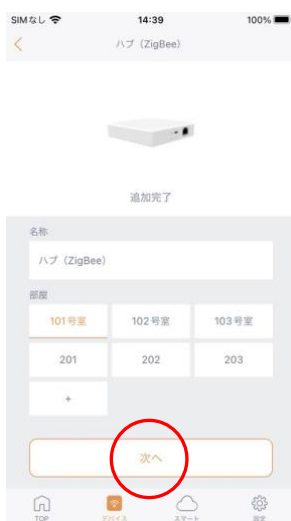 SIMなし 14:39 100%
ハブ（ZigBee）
追加完了
名称
ハブ（ZigBee）
部屋
101号室 102号室 103号室
201 202 203
+
次へ
TOP デバイス スマート 設定